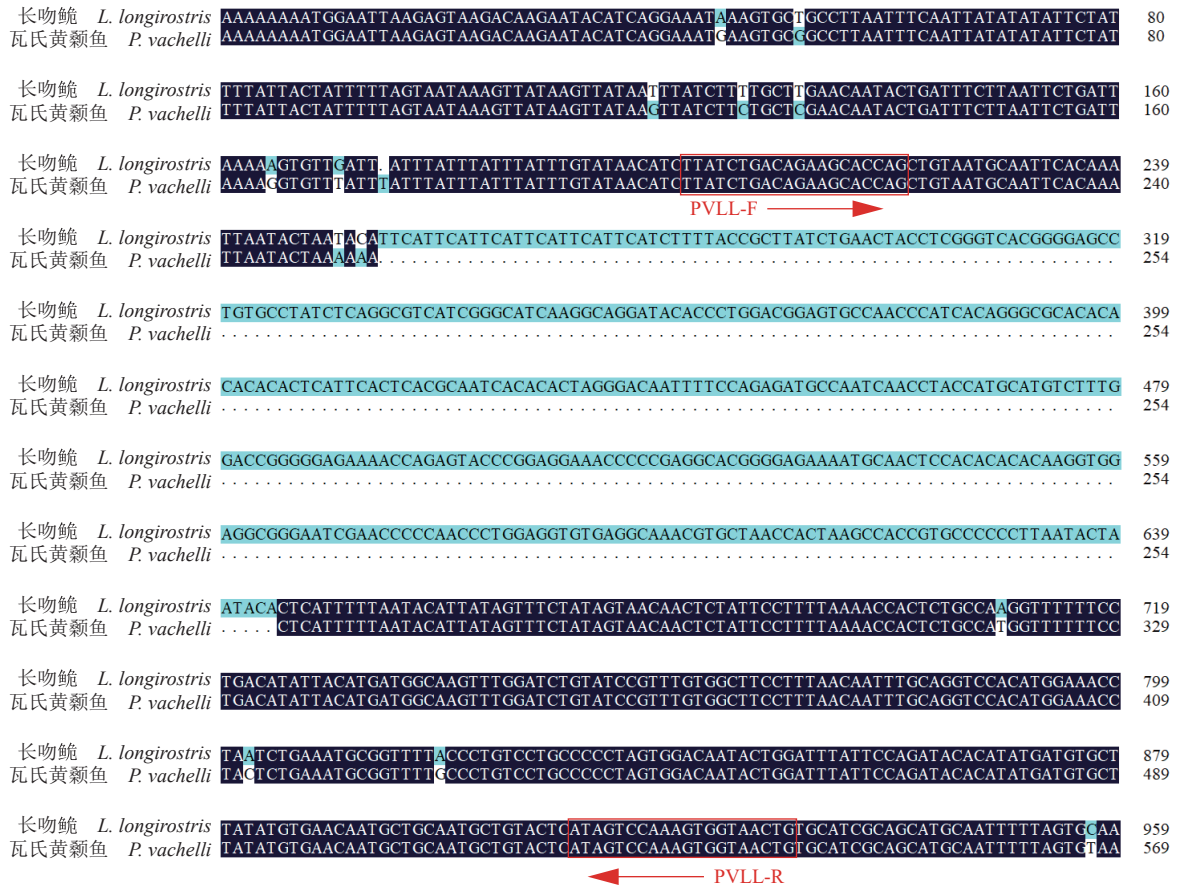 长吻鮠 L. longirostris AAAAAAAATGGAATTAAGAGTAAGACAAGAATACATCAGGAAATAAAGTGCTGCCTTAATTTCAATTATATATATTCTAT 80
瓦氏黄颡鱼 P. vachelli AAAAAAAATGGAATTAAGAGTAAGACAAGAATACATCAGGAAATGAAGTGCGGCCTTAATTTCAATTATATATATTCTAT 80
长吻鮠 L. longirostris TTTATTACTATTTTTAGTAATAAAGTTATAAGTTATAATTTATCTTTTGCTTGAACAATACTGATTTCTTAATTCTGATT 160
瓦氏黄颡鱼 P. vachelli TTTATTACTATTTTTAGTAATAAAGTTATAAGTTATAAGTTATCTTCTGCTCGAACAATACTGATTTCTTAATTCTGATT 160
长吻鮠 L. longirostris AAAAAGTGTTGATT.ATTTATTTATTTATTTGTATAACATCTTATCTGACAGAAGCACCAGCTGTAATGCAATTCACAAA 239
瓦氏黄颡鱼 P. vachelli AAAAGGTGTTTATTTATTTATTTATTTATTTGTATAACATCTTATCTGACAGAAGCACCAGCTGTAATGCAATTCACAAA 240
PVLL-F
长吻鮠 L. longirostris TTAATACTAATACATTCATTCATTCATTCATTCATTCATCTTTTACCGCTTATCTGAACTACCTCGGGTCACGGGGAGCC 319
瓦氏黄颡鱼 P. vachelli TTAATACTAAAAAA.................................................................. 254
长吻鮠 L. longirostris TGTGCCTATCTCAGGCGTCATCGGGCATCAAGGCAGGATACACCCTGGACGGAGTGCCAACCCATCACAGGGCGCACACA 399
瓦氏黄颡鱼 P. vachelli ................................................................................ 254
长吻鮠 L. longirostris CACACACTCATTCACTCACGCAATCACACACTAGGGACAATTTTCCAGAGATGCCAATCAACCTACCATGCATGTCTTTG 479
瓦氏黄颡鱼 P. vachelli ................................................................................ 254
长吻鮠 L. longirostris GACCGGGGGAGAAAACCAGAGTACCCGGAGGAAACCCCCGAGGCACGGGGAGAAAATGCAACTCCACACACACAAGGTGG 559
瓦氏黄颡鱼 P. vachelli ................................................................................ 254
长吻鮠 L. longirostris AGGCGGGAATCGAACCCCCAACCCTGGAGGTGTGAGGCAAACGTGCTAACCACTAAGCCACCGTGCCCCCCTTAATACTA 639
瓦氏黄颡鱼 P. vachelli ................................................................................ 254
长吻鮠 L. longirostris ATACACTCATTTTTAATACATTATAGTTTCTATAGTAACAACTCTATTCCTTTTAAAACCACTCTGCCAAGGTTTTTTCC 719
瓦氏黄颡鱼 P. vachelli .....CTCATTTTTAATACATTATAGTTTCTATAGTAACAACTCTATTCCTTTTAAAACCACTCTGCCATGGTTTTTTCC 329
长吻鮠 L. longirostris TGACATATTACATGATGGCAAGTTTGGATCTGTATCCGTTTGTGGCTTCCTTTAACAATTTGCAGGTCCACATGGAAACC 799
瓦氏黄颡鱼 P. vachelli TGACATATTACATGATGGCAAGTTTGGATCTGTATCCGTTTGTGGCTTCCTTTAACAATTTGCAGGTCCACATGGAAACC 409
长吻鮠 L. longirostris TAATCTGAAATGCGGTTTTACCCTGTCCTGCCCCCTAGTGGACAATACTGGATTTATTCCAGATACACATATGATGTGCT 879
瓦氏黄颡鱼 P. vachelli TACTCTGAAATGCGGTTTTGCCCTGTCCTGCCCCCTAGTGGACAATACTGGATTTATTCCAGATACACATATGATGTGCT 489
长吻鮠 L. longirostris TATATGTGAACAATGCTGCAATGCTGTACTCATAGTCCAAAGTGGTAACTGTGCATCGCAGCATGCAATTTTTAGTGCAA 959
瓦氏黄颡鱼 P. vachelli TATATGTGAACAATGCTGCAATGCTGTACTCATAGTCCAAAGTGGTAACTGTGCATCGCAGCATGCAATTTTTAGTGTAA 569
PVLL-R